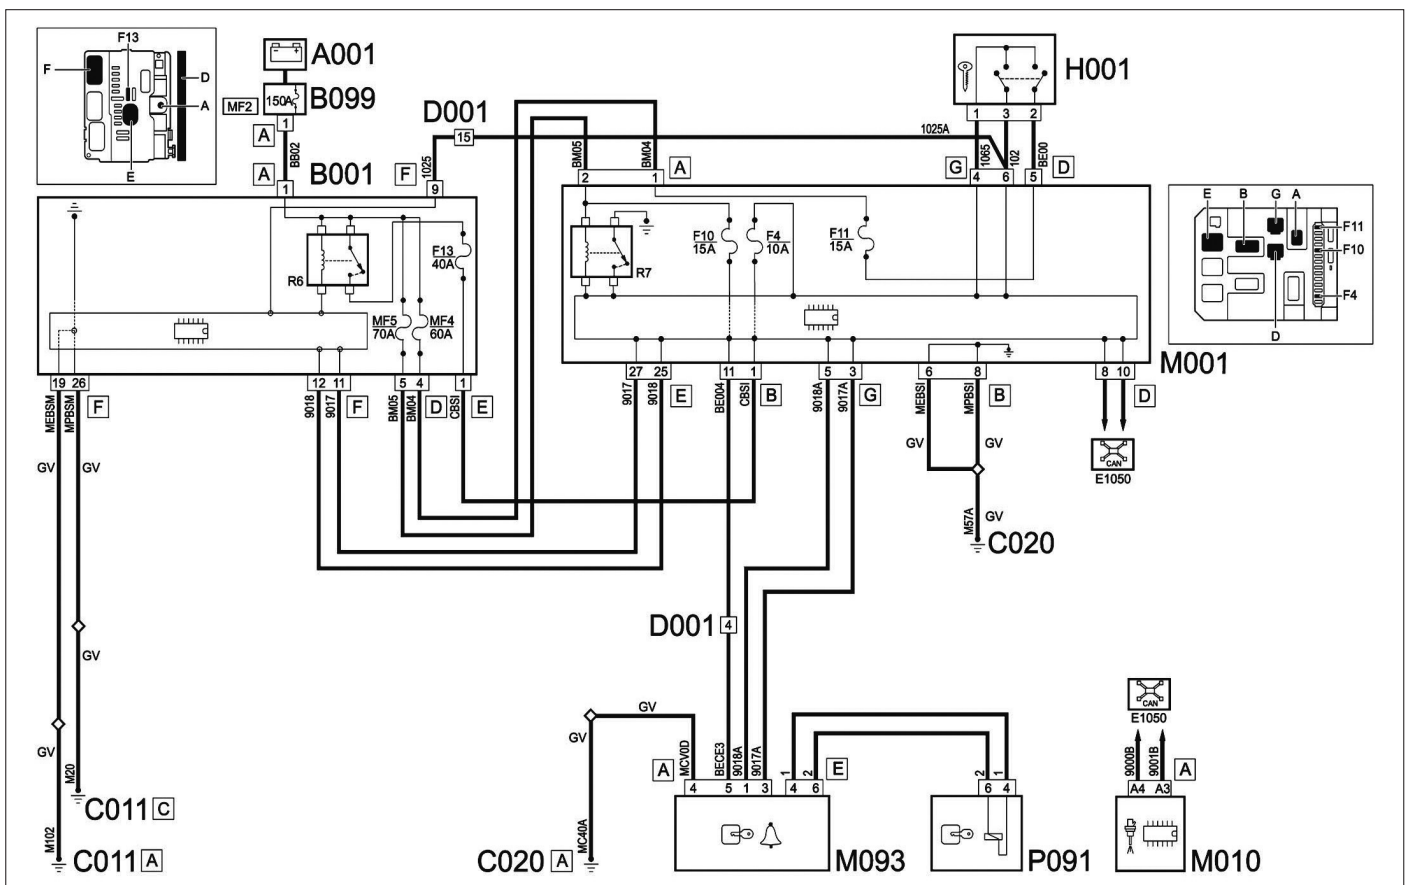 F13
F
D
A
E
A001
150A
MF2
B099
1
A
BB02
A
1
B001
F
9
1025
D001
15
1025A
H001
1 3 2
1065
102
BE00
G
4 6 5
D
BM05
BM04
2 1
A
R6
F13
40A
MF5
70A
MF4
60A
R7
F10
15A
F4
10A
F11
15A
E B G A
F11
F10
F4
D
M001
19 26
F
MEBSM
MPBSM
12 11
F
9018
9017
5 4
D
BM05
BM04
1
E
CBSI
27 25
E
9017
9018
11 1
B
BE004
CBSI
5 3
G
9018A
9017A
6 8
B
MEBSI
MPBSI
8 10
D
GV GV
GV GV
CAN
E1050
M57A
GV
C020
D001
4
GV
GV
M20
C011 C
M102
C011 A
GV
GV
MC40A
C020 A
A
MCV0D
BECE3
9018A
9017A
1
2
E
4 5 1 3 4 6
M093
2
1
6 4
P091
CAN
E1050
9000B
9001B
A
A4 A3
M010